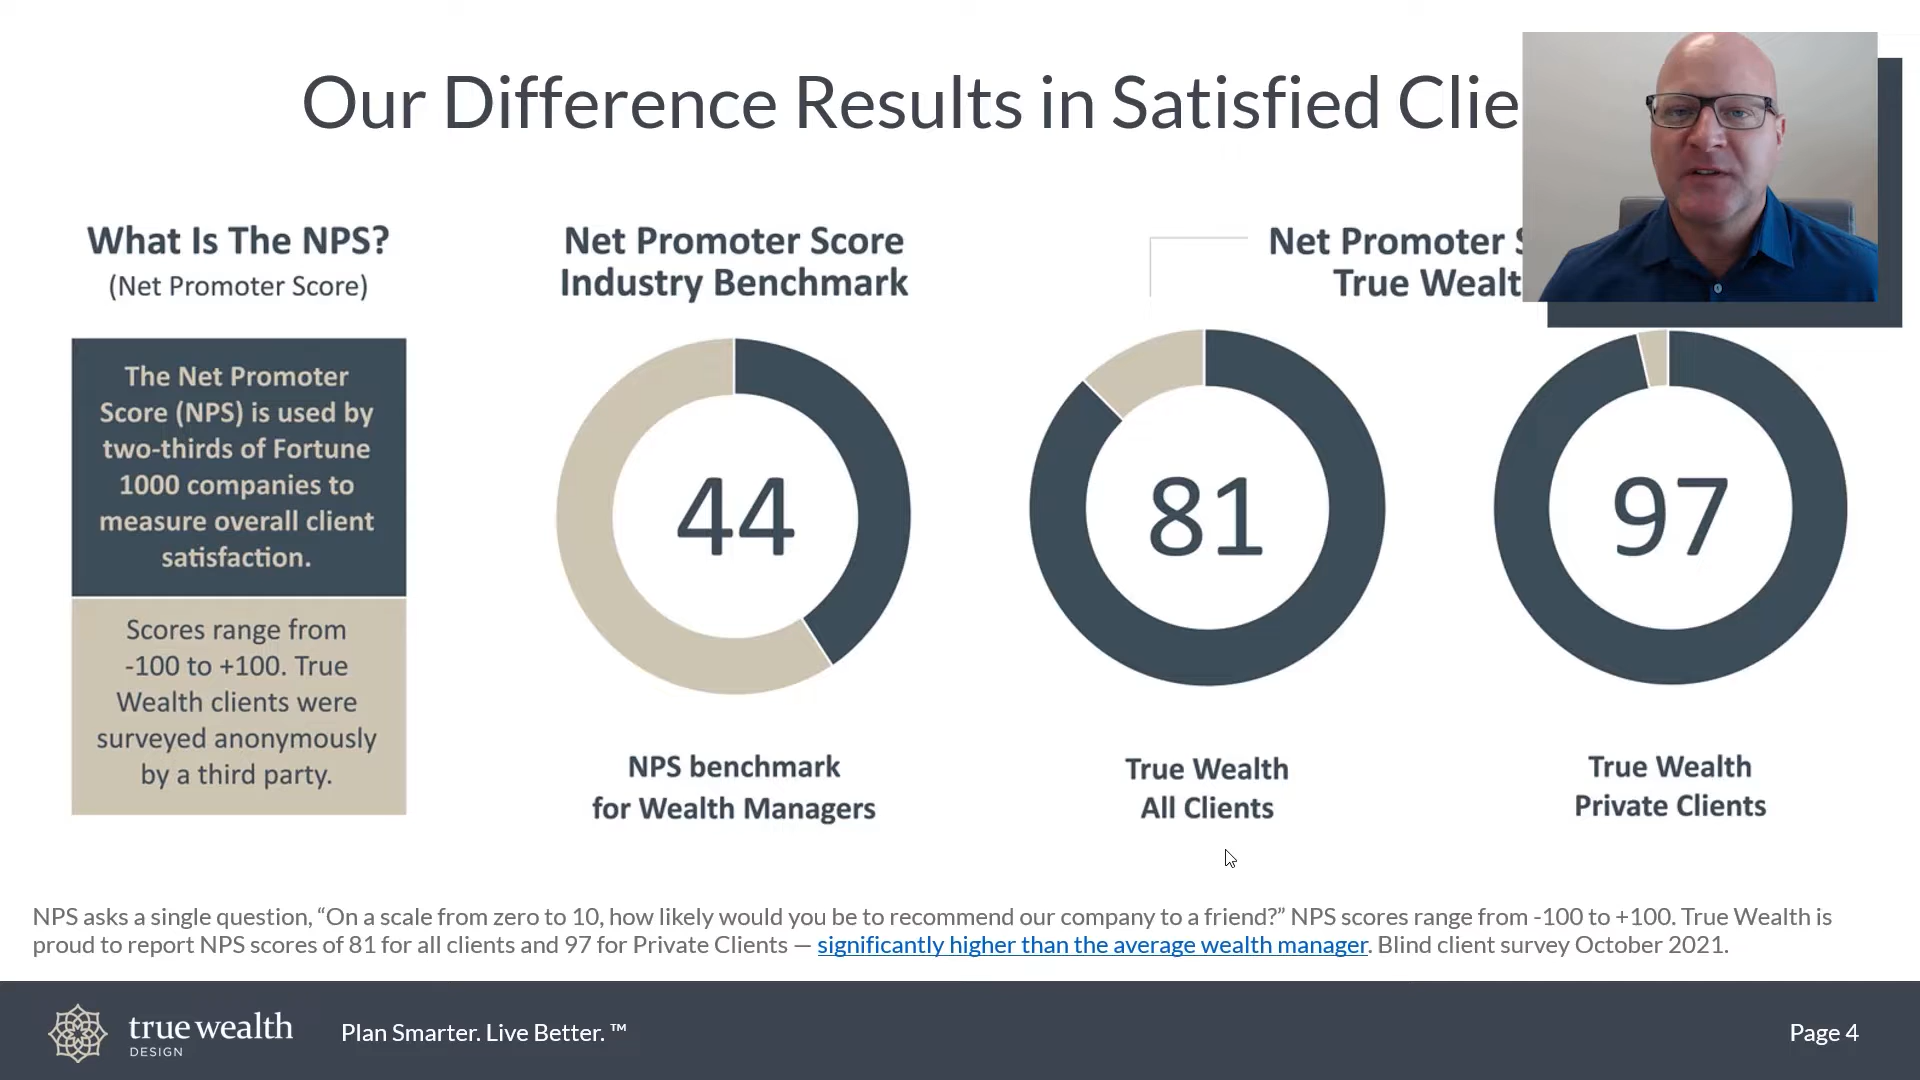 Our Difference Results in Satisfied Clie
What Is The NPS?
(Net Promoter Score)
The Net Promoter
Score (NPS) is used by
two-thirds of Fortune
1000 companies to
measure overall client
satisfaction.
Scores range from
-100 to +100. True
Wealth clients were
surveyed anonymously
by a third party.
Net Promoter Score
Industry Benchmark
44
NPS benchmark
for Wealth Managers
Net Promoter S
True Wealt
81
True Wealth
All Clients
97
True Wealth
Private Clients
NPS asks a single question, “On a scale from zero to 10, how likely would you be to recommend our company to a friend?” NPS scores range from -100 to +100. True Wealth is
proud to report NPS scores of 81 for all clients and 97 for Private Clients — significantly higher than the average wealth manager. Blind client survey October 2021.
true wealth
DESIGN
Plan Smarter. Live Better. ™
Page 4